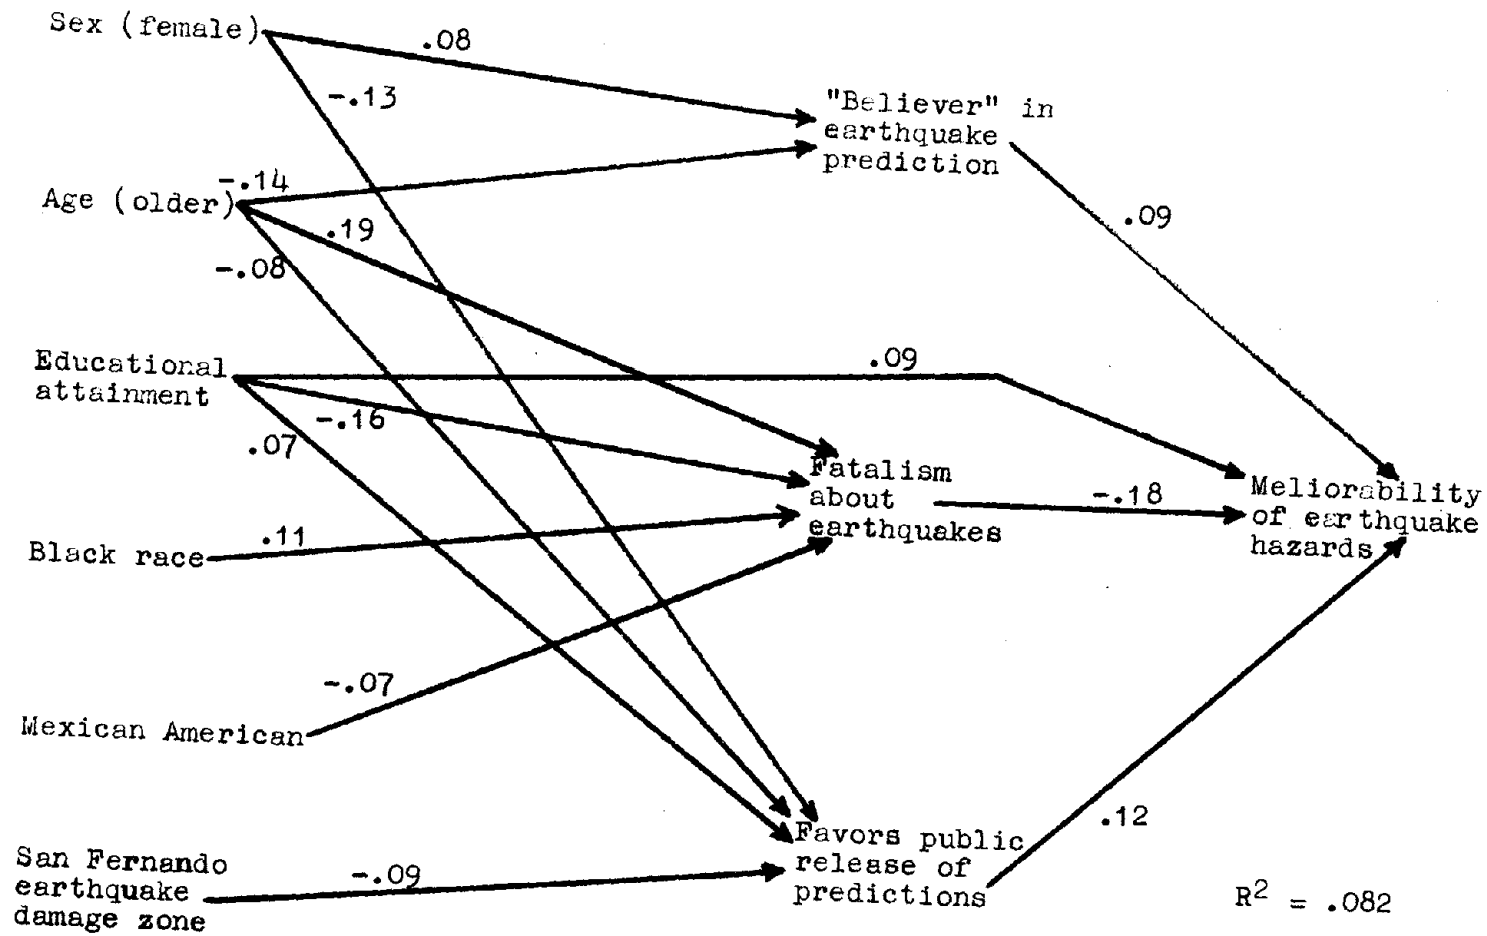 Sex (female)
.08
-.13
"Believer" in
earthquake
prediction
-.14
Age (older)
.19
-.08
.09
Educational
attainment
.09
-.16
.07
Fatalism
about
earthquakes
-.18
Meliorability
of earthquake
hazards
Black race
.11
-.07
Mexican American
.12
Favors public
release of
predictions
San Fernando
earthquake
damage zone
-.09
R² = .082